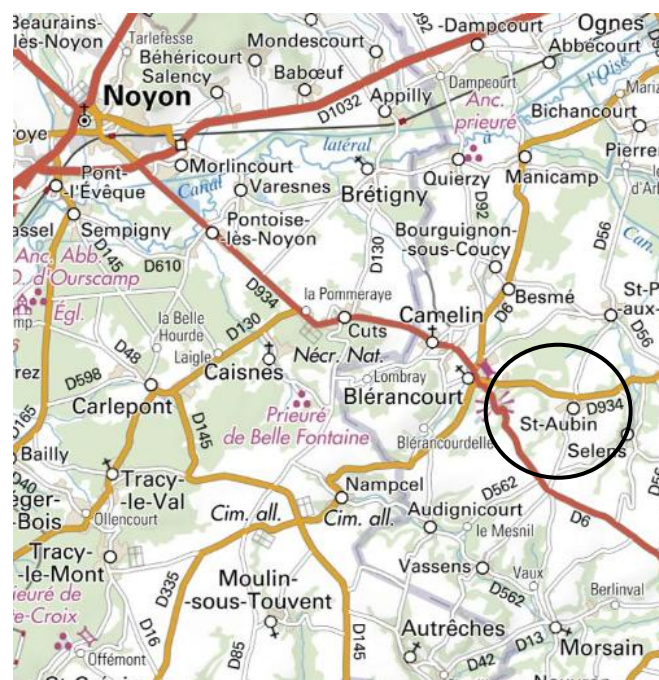 Beaurains-
lès-Noyon
Tarlefesse
Mondescourt
D92
-Dampcourt
Ognes
Abbécourt
Béhéricourt
Salency
Babœuf
Appilly
D1032
Dampcourt
l'Oise
Noyon
Anc.
prieuré
à
Bichancourt
latéral
Pierre
Morlincourt
Pont-
-l'Évêque
Canal
Varesnes
Brétigny
Quierzy
Manicamp
D92
D56
Can.
Sempigny
Pontoise-
-lès-Noyon
Bourguignon-
-sous-Coucy
D130
D145
D610
Anc. Abb.
D. d'Ourscamp
Égl.
D934
la Pommeraye
Cuts
Camelin
Besmé
D6
St-P
D56
la Belle
Hourde
Laigle
D130
Caisnes
Nécr. Nat.
Lombray
Blérancourt
D48
D598
Carlepont
D165
Prieuré
de Belle Fontaine
D934
St-Aubin
Selens
Blérancourdelle
D145
Bailly
D40
Tracy-
-le-Val
Ollencourt
Nampcel
Cim. all.
Cim. all.
D562
D6
Audignicourt
le Mesnil
Tracy-
-le-Mont
D335
Moulin-
-sous-Touvent
Vassens
Vaux
D562
Berlinval
D16
Offémont
D85
D145
Autrêches
D13
D42
Morsain